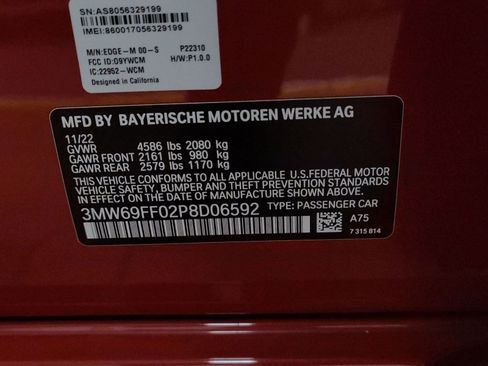 SN:AS8056329199
IMEI:860017056329199
M/N:EDGE-M 00-S P22310
FCC ID:O9YWCM H/W:P1.0.0
IC:22952-WCM
Designed in California
MFD BY BAYERISCHE MOTOREN WERKE AG
11/22
GVWR 4586 lbs 2080 kg
GAWR FRONT 2161 lbs 980 kg
GAWR REAR 2579 lbs 1170 kg
THIS VEHICLE CONFORMS TO ALL APPLICABLE U.S.FEDERAL MOTOR
VEHICLE SAFETY, BUMPER AND THEFT PREVENTION STANDARDS
IN EFFECT ON THE DATE OF MANUFACTURE SHOWN ABOVE.
3MW69FF02P8D06592 TYPE: PASSENGER CAR
A75
7 315 814